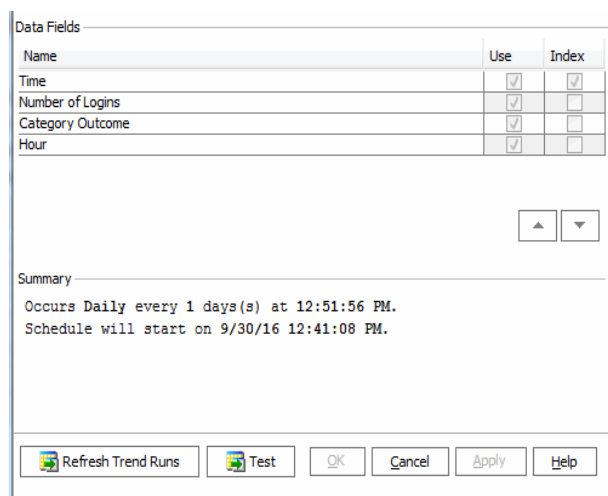 Data Fields
Name Use Index
Time
Number of Logins
Category Outcome
Hour
Summary
Occurs Daily every 1 days(s) at 12:51:56 PM.
Schedule will start on 9/30/16 12:41:08 PM.
Refresh Trend Runs Test OK Cancel Apply Help